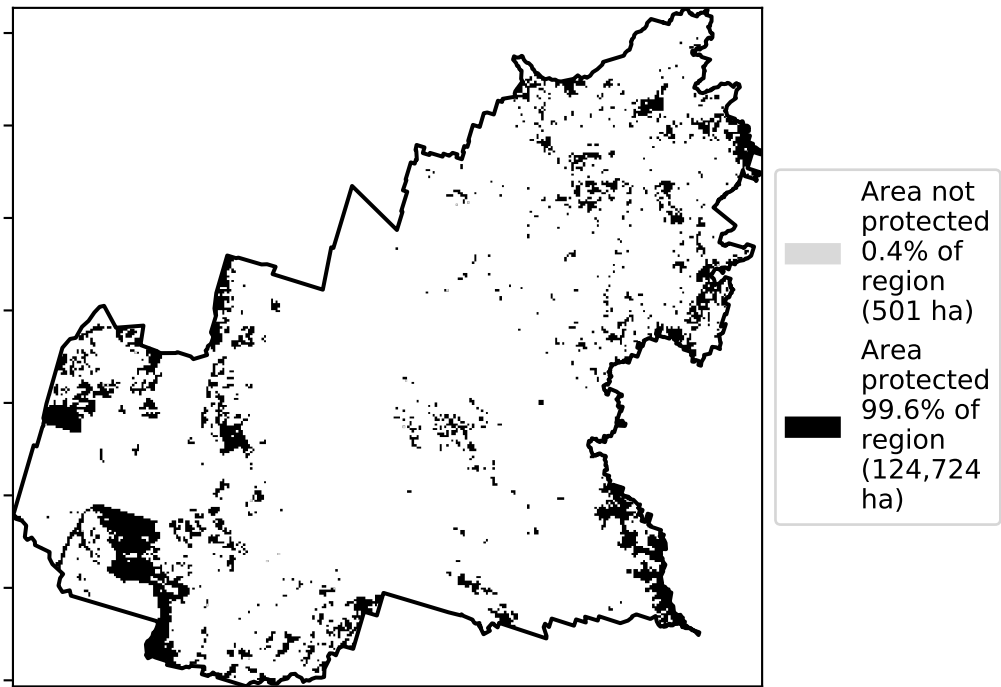 Area not
protected
0.4% of
region
(501 ha)
Area
protected
99.6% of
region
(124,724
ha)